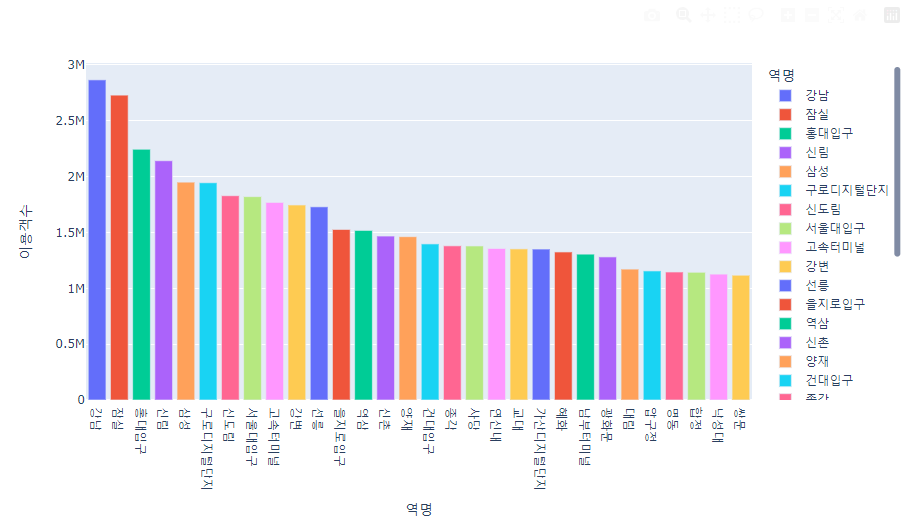 3M
2.5M
2M
1.5M
1M
0.5M
0
이용객수
강남
잠실
홍대입구
신림
삼성
구로디지털단지
신도림
서울대입구
고속터미널
강변
선릉
을지로입구
역삼
신촌
양재
건대입구
종각
사당
연신내
교대
가산디지털단지
혜화
남부터미널
광화문
대림
압구정
명동
합정
낙성대
쌍문
역명
역명
강남
잠실
홍대입구
신림
삼성
구로디지털단지
신도림
서울대입구
고속터미널
강변
선릉
을지로입구
역삼
신촌
양재
건대입구
종각